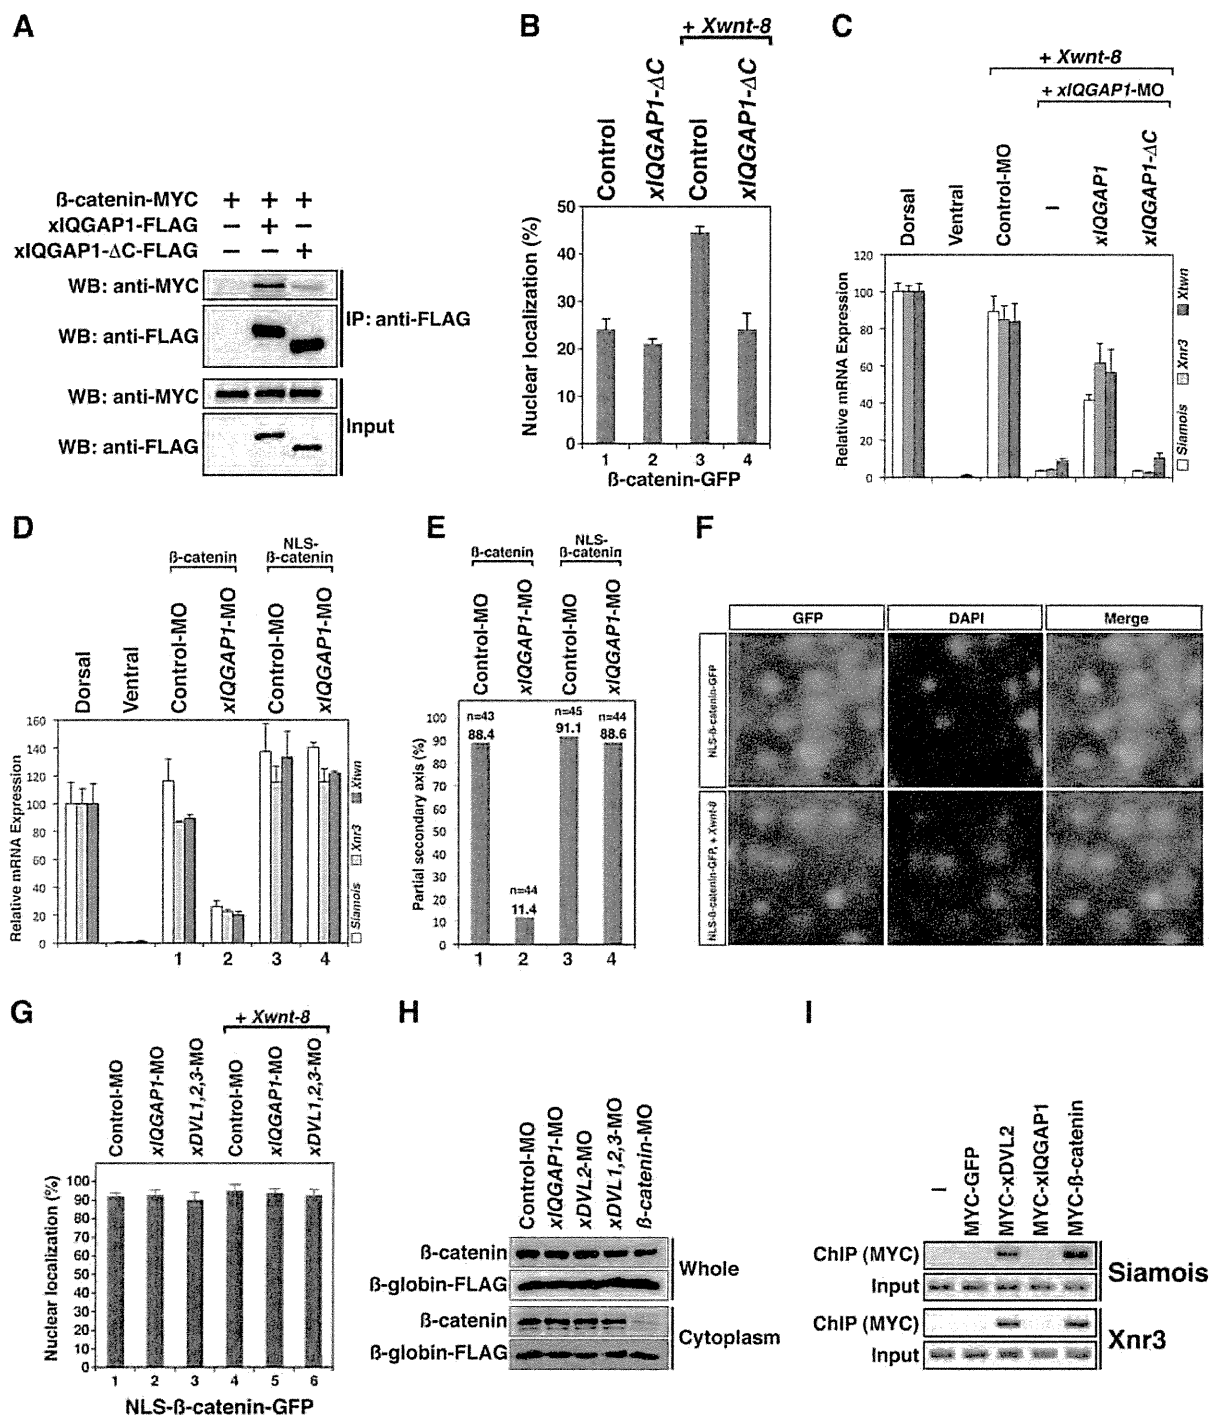 A
ß-catenin-MYC + + +
xIQGAP1-FLAG – + –
xIQGAP1-ΔC-FLAG – – +
WB: anti-MYC
WB: anti-FLAG
IP: anti-FLAG
WB: anti-MYC
WB: anti-FLAG
Input
B
+ Xwnt-8
Control
xIQGAP1-ΔC
Control
xIQGAP1-ΔC
Nuclear localization (%)
50
40
30
20
10
0
1 2 3 4
ß-catenin-GFP
C
+ Xwnt-8
+ xIQGAP1-MO
Dorsal
Ventral
Control-MO
–
xIQGAP1
xIQGAP1-ΔC
Relative mRNA Expression
120
100
80
60
40
20
0
Siamois
Xnr3
Xtwn
D
ß-catenin
NLS-
ß-catenin
Dorsal
Ventral
Control-MO
xIQGAP1-MO
Control-MO
xIQGAP1-MO
Relative mRNA Expression
160
140
120
100
80
60
40
20
0
1 2 3 4
Siamois
Xnr3
Xtwn
E
ß-catenin
NLS-
ß-catenin
Control-MO
xIQGAP1-MO
Control-MO
xIQGAP1-MO
Partial secondary axis (%)
100
90
80
70
60
50
40
30
20
10
0
n=43
88.4
n=44
11.4
n=45
91.1
n=44
88.6
1 2 3 4
F
GFP DAPI Merge
NLS-ß-catenin-GFP
NLS-ß-catenin-GFP, + Xwnt-8
G
+ Xwnt-8
Control-MO
xIQGAP1-MO
xDVL1,2,3-MO
Control-MO
xIQGAP1-MO
xDVL1,2,3-MO
Nuclear localization (%)
100
90
80
70
60
50
40
30
20
10
0
1 2 3 4 5 6
NLS-ß-catenin-GFP
H
Control-MO
xIQGAP1-MO
xDVL2-MO
xDVL1,2,3-MO
ß-catenin-MO
ß-catenin
ß-globin-FLAG
Whole
ß-catenin
ß-globin-FLAG
Cytoplasm
I
–
MYC-GFP
MYC-xDVL2
MYC-xIQGAP1
MYC-ß-catenin
ChIP (MYC)
Input
Siamois
ChIP (MYC)
Input
Xnr3